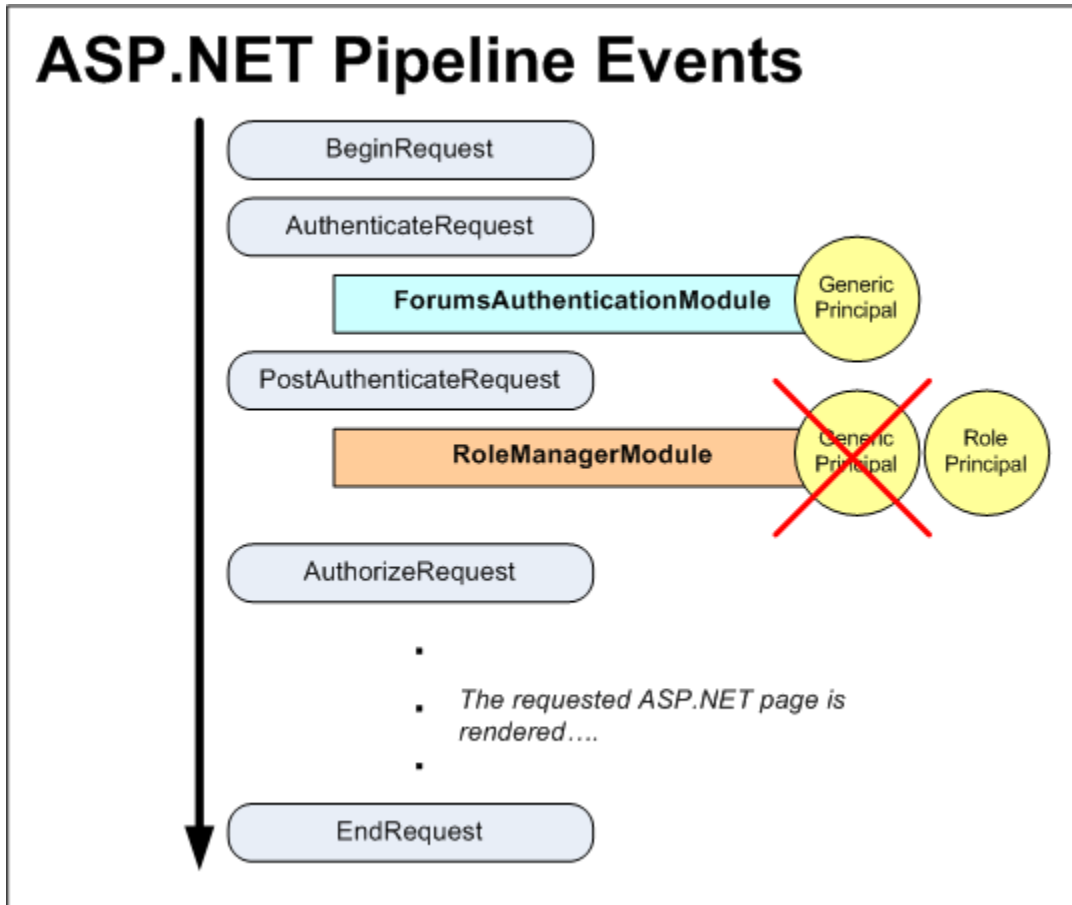 ASP.NET Pipeline Events
BeginRequest
AuthenticateRequest
ForumsAuthenticationModule
Generic
Principal
PostAuthenticateRequest
RoleManagerModule
Generic
Principal
Role
Principal
AuthorizeRequest
The requested ASP.NET page is
rendered….
EndRequest